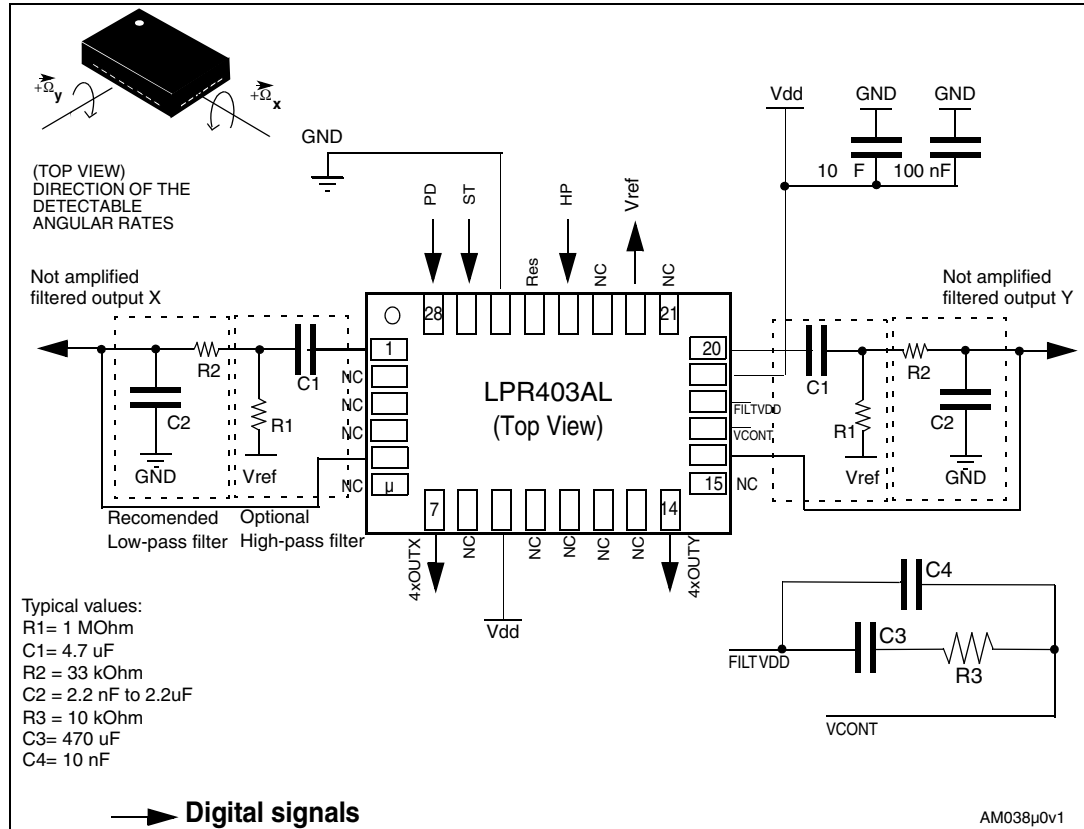 +Ωy
+Ωx
(TOP VIEW)
DIRECTION OF THE
DETECTABLE
ANGULAR RATES
GND
Vdd
GND
GND
10 F
100 nF
PD
ST
Res
HP
NC
Vref
NC
Not amplified
filtered output X
Not amplified
filtered output Y
28
21
1
20
R2
C1
NC
NC
NC
NC
C2
R1
GND
Vref
LPR403AL
(Top View)
FILTVDD
VCONT
C1
R2
R1
C2
Vref
GND
µ
15
NC
Recomended
Low-pass filter
Optional
High-pass filter
7
14
4xOUTX
NC
NC
NC
NC
NC
4xOUTY
Vdd
Typical values:
R1= 1 MOhm
C1= 4.7 uF
R2 = 33 kOhm
C2 = 2.2 nF to 2.2uF
R3 = 10 kOhm
C3= 470 uF
C4= 10 nF
C4
C3
R3
FILTVDD
VCONT
Digital signals
AM038µ0v1